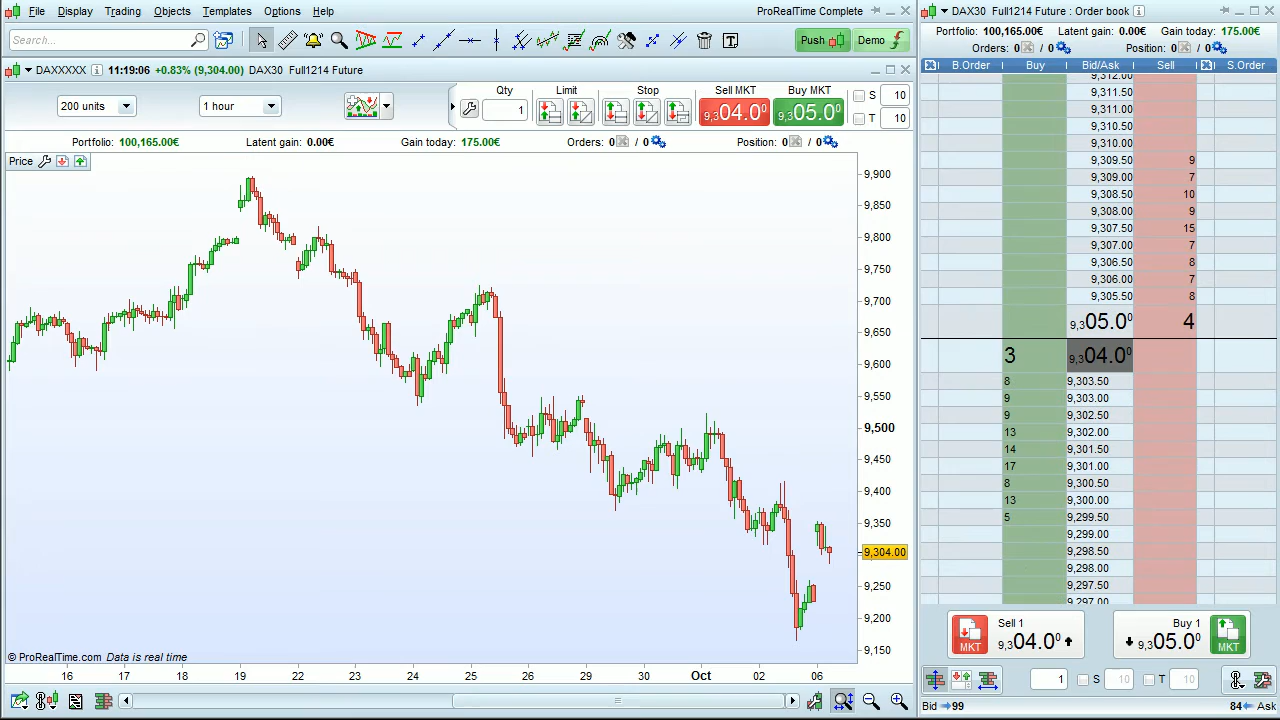 File Display Trading Objects Templates Options Help ProRealTime Complete
Search... Push Demo
DAXXXXX 11:19:06 +0.83% (9,304.00) DAX30 Full1214 Future
200 units 1 hour Qty 1 Limit Stop Sell MKT 9,304.0⁰ Buy MKT 9,305.0⁰ S 10
T 10
Portfolio: 100,165.00€ Latent gain: 0.00€ Gain today: 175.00€ Orders: 0 / 0 Position: 0 / 0
Price
9,900
9,850
9,800
9,750
9,700
9,650
9,600
9,550
9,500
9,450
9,400
9,350
9,304.00
9,250
9,200
9,150
© ProRealTime.com Data is real time
16 17 18 22 23 24 25 26 29 30 Oct 02 06
DAX30 Full1214 Future : Order book
Portfolio: 100,165.00€ Latent gain: 0.00€ Gain today: 175.00€
Orders: 0 / 0 Position: 0 / 0
B.Order Buy Bid/Ask Sell S.Order
9,312.00
9,311.50
9,311.00
9,310.50
9,310.00
9,309.50 9
9,309.00 7
9,308.50 10
9,308.00 9
9,307.50 15
9,307.00 7
9,306.50 8
9,306.00 7
9,305.50 8
9,305.0⁰ 4
3 9,304.0⁰
8 9,303.50
9 9,303.00
9 9,302.50
13 9,302.00
14 9,301.50
17 9,301.00
8 9,300.50
13 9,300.00
5 9,299.50
9,299.00
9,298.50
9,298.00
9,297.50
9,297.00
MKT Sell 1 9,304.0⁰ Buy 1 9,305.0⁰ MKT
1 S 10 T 10
Bid 99 84 Ask